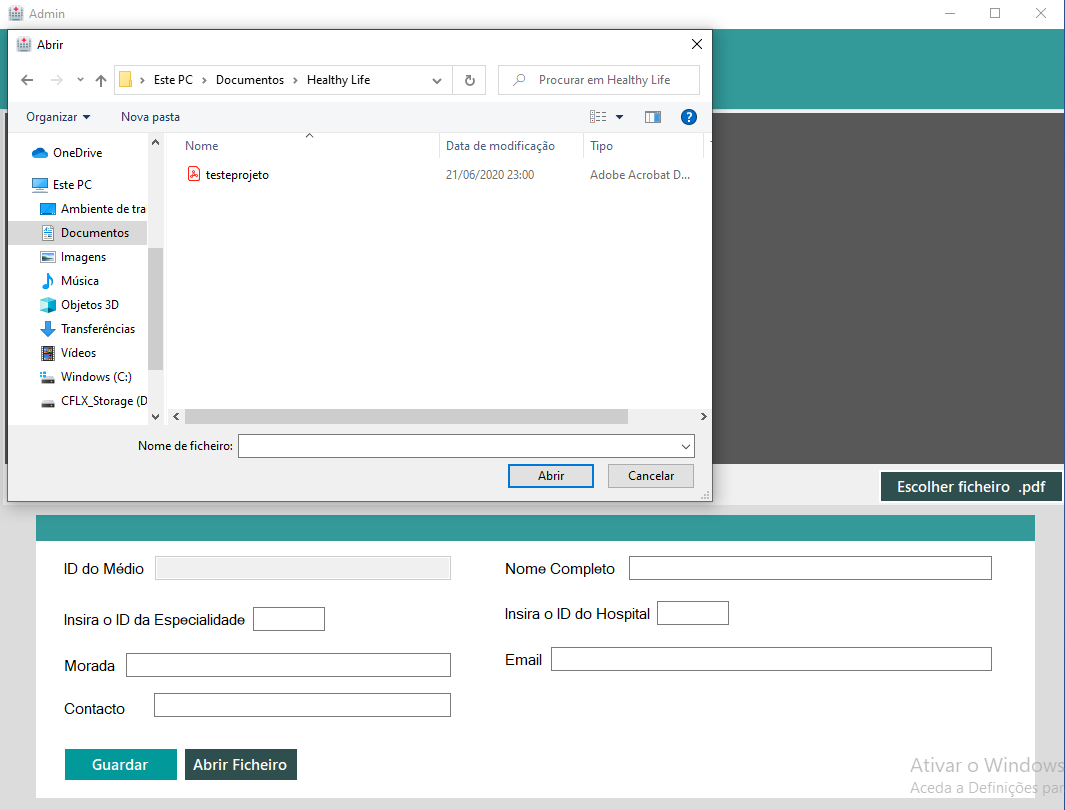 Admin
Abrir
Este PC > Documentos > Healthy Life
Procurar em Healthy Life
Organizar
Nova pasta
?
Nome
Data de modificação
Tipo
testeprojeto
21/06/2020 23:00
Adobe Acrobat D...
OneDrive
Este PC
Ambiente de tra
Documentos
Imagens
Música
Objetos 3D
Transferências
Vídeos
Windows (C:)
CFLX_Storage (D
Nome de ficheiro:
Abrir
Cancelar
Escolher ficheiro .pdf
ID do Médio
Nome Completo
Insira o ID da Especialidade
Insira o ID do Hospital
Morada
Email
Contacto
Guardar
Abrir Ficheiro
Ativar o Windows
Aceda a Definições par